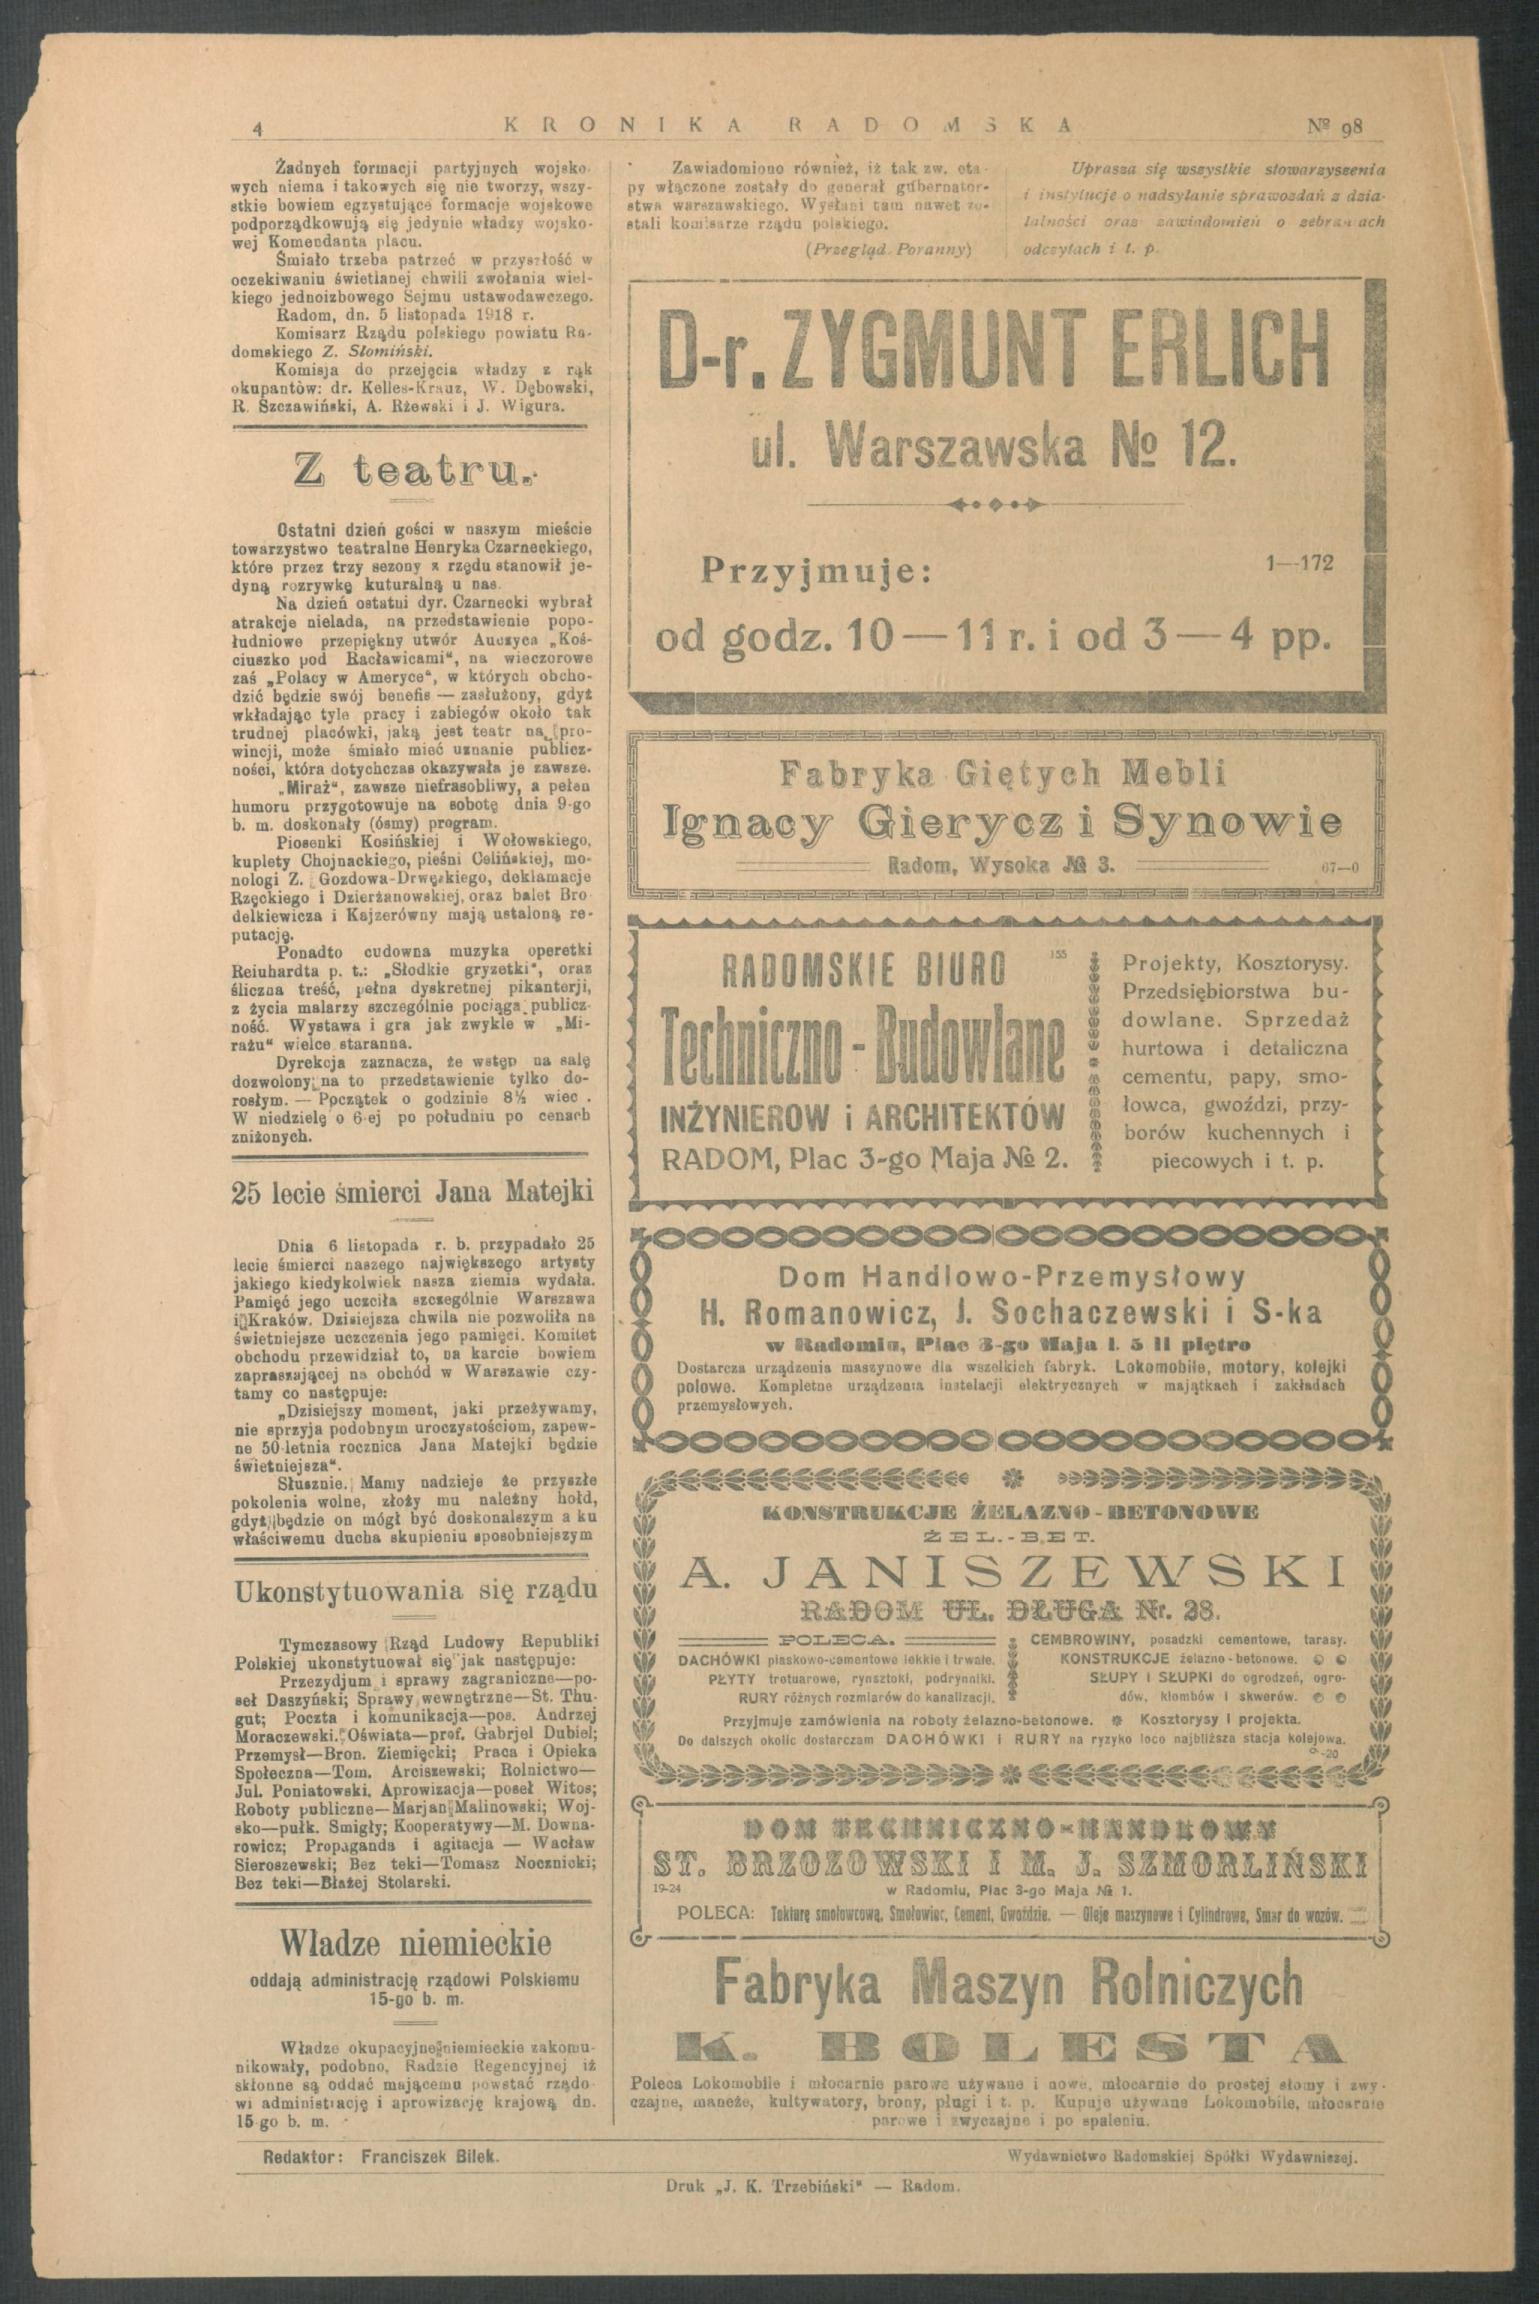 4
KRONIKA RADOMSKA
№ 98
Żadnych formacji partyjnych wojsko-
wych niema i takowych się nie tworzy, wszy-
stkie bowiem egzystujące formacje wojskowe
podporządkowują się jedynie władzy wojsko-
wej Komendanta placu.
Śmiało trzeba patrzeć w przyszłość w
oczekiwaniu świetlanej chwili zwołania wiel-
kiego jednoizbowego Sejmu ustawodawczego.
Radom, dn. 5 listopada 1918 r.
Komisarz Rządu polskiego powiatu Ra-
domskiego Z. Słomiński.
Komisja do przejęcia władzy z rąk
okupantów: dr. Kelles-Krauz, W. Dębowski,
R. Szczawiński, A. Rżewski i J. Wigura.
Z teatru.
Ostatni dzień gości w naszym mieście
towarzystwo teatralne Henryka Czarneckiego,
które przez trzy sezony z rzędu stanowił je-
dyną rozrywkę kuturalną u nas.
Na dzień ostatni dyr. Czarnecki wybrał
atrakcje nielada, na przedstawienie popo-
łudniowe przepiękny utwór Auczyca „Koś-
ciuszko pod Racławicami“, na wieczorowe
zaś „Polacy w Ameryce“, w których obcho-
dzić będzie swój benefis — zasłużony, gdyż
wkładając tyle pracy i zabiegów około tak
trudnej placówki, jaką jest teatr na pro-
wincji, może śmiało mieć uznanie publicz-
ności, która dotychczas okazywała je zawsze.
„Miraż“, zawsze niefrasobliwy, a pełen
humoru przygotowuje na sobotę dnia 9-go
b. m. doskonały (ósmy) program.
Piosenki Kosińskiej i Wołowskiego,
kuplety Chojnackiego, pieśni Celińskiej, mo-
nologi Z. Gozdowa-Drwęskiego, deklamacje
Rzęckiego i Dzierżanowskiej, oraz balet Bro
delkiewicza i Kajzerówny mają ustaloną re-
putację.
Ponadto cudowna muzyka operetki
Reiuhardta p. t.: „Słodkie gryzetki“, oraz
śliczna treść, pełna dyskretnej pikanterji,
z życia malarzy szczególnie pociąga publicz-
ność. Wystawa i gra jak zwykle w „Mi-
rażu“ wielce staranna.
Dyrekcja zaznacza, że wstęp na salę
dozwolony na to przedstawienie tylko do-
rosłym. — Początek o godzinie 8½ wiec .
W niedzielę o 6-ej po południu po cenach
zniżonych.
25 lecie śmierci Jana Matejki
Dnia 6 listopada r. b. przypadało 25
lecie śmierci naszego największego artysty
jakiego kiedykolwiek nasza ziemia wydała.
Pamięć jego uczciła szczególnie Warszawa
i Kraków. Dzisiejsza chwila nie pozwoliła na
świetniejsze uczczenia jego pamięci. Komitet
obchodu przewidział to, na karcie bowiem
zapraszającej na obchód w Warszawie czy-
tamy co następuje:
„Dzisiejszy moment, jaki przeżywamy,
nie sprzyja podobnym uroczystościom, zapew-
ne 50-letnia rocznica Jana Matejki będzie
świetniejsza“.
Słusznie. Mamy nadzieje że przyszłe
pokolenia wolne, złoży mu należny hołd,
gdyż będzie on mógł być doskonalszym a ku
właściwemu ducha skupieniu sposobniejszym
Ukonstytuowania się rządu
Tymczasowy Rząd Ludowy Republiki
Polskiej ukonstytuował się jak następuje:
Przezydjum i sprawy zagraniczne—po-
seł Daszyński; Sprawy wewnętrzne—St. Thu-
gut; Poczta i komunikacja—pos. Andrzej
Moraczewski. Oświata—prof. Gabrjel Dubiel;
Przemysł—Bron. Ziemięcki; Praca i Opieka
Społeczna—Tom. Arciszewski; Rolnictwo—
Jul. Poniatowski. Aprowizacja—poseł Witos;
Roboty publiczne—Marjan Malinowski; Woj-
sko—pułk. Smigły; Kooperatywy—M. Downa-
rowicz; Propaganda i agitacja — Wacław
Sieroszewski; Bez teki—Tomasz Nocznicki;
Bez teki—Błażej Stolarski.
Wladze niemieckie
oddają administrację rządowi Polskiemu
15-go b. m.
Władze okupacyjne niemieckie zakomu-
nikowały, podobno, Radzie Regencyjnej iż
skłonne są oddać mającemu powstać rządo-
wi administrację i aprowizację krajową dn.
15-go b. m.
Zawiadomiono również, iż tak zw. eta-
py włączone zostały do generał gubernator-
stwa warszawskiego. Wysłani tam nawet zo-
stali komisarze rządu polskiego.
(Przegląd Poranny)
Uprasza się wszystkie stowarzyszenia
i instytucje o nadsyłanie sprawozdań z dzia-
łalności oraz zawiadomień o zebraniach
odczytach i t. p.
D-r. ZYGMUNT ERLICH
ul. Warszawska № 12.
Przyjmuje:
1—172
od godz. 10—11 r. i od 3—4 pp.
Fabryka Giętych Mebli
Ignacy Gierycz i Synowie
Radom, Wysoka № 3.
67—0
RADOMSKIE BIURO
155
Techniczno-Budowlane
INŻYNIEROW i ARCHITEKTÓW
RADOM, Plac 3-go Maja № 2.
Projekty, Kosztorysy.
Przedsiębiorstwa bu-
dowlane. Sprzedaż
hurtowa i detaliczna
cementu, papy, smo-
łowca, gwoździ, przy-
borów kuchennych i
piecowych i t. p.
Dom Handlowo-Przemysłowy
H. Romanowicz, J. Sochaczewski i S-ka
w Radomiu, Plac 3-go Maja l. 5 II piętro
Dostarcza urządzenia maszynowe dla wszelkich fabryk. Lokomobile, motory, kolejki
polowe. Kompletne urządzenia instelacji elektrycznych w majątkach i zakładach
przemysłowych.
KONSTRUKCJE ŻELAZNO-BETONOWE
ŻEL.-BET.
A. JANISZEWSKI
RADOM UL. DŁUGA Nr. 28.
POLECA.
DACHÓWKI piaskowo-cementowe lekkie i trwałe.
PŁYTY trotuarowe, rynsztoki, podrynniki.
RURY różnych rozmiarów do kanalizacji.
CEMBROWINY, posadzki cementowe, tarasy.
KONSTRUKCJE żelazno-betonowe.
SŁUPY i SŁUPKI do ogrodzeń, ogro-
dów, klombów i skwerów.
Przyjmuje zamówienia na roboty żelazno-betonowe. Kosztorysy i projekta.
Do dalszych okolic dostarczam DACHÓWKI i RURY na ryzyko loco najbliższa stacja kolejowa.
DOM TECHNICZNO-HANDLOWY
ST. BRZOZOWSKI I M. J. SZMORLIŃSKI
19-24
w Radomiu, Plac 3-go Maja № 1.
POLECA: Tekturę smołowcową, Smołowiec, Cement, Gwoździe. — Oleje maszynowe i Cylindrowe, Smar do wozów.
Fabryka Maszyn Rolniczych
K. BOLESTA
Poleca Lokomobile i młocarnie parowe używane i nowe, młocarnie do prostej słomy i zwy-
czajne, maneże, kultywatory, brony, pługi i t. p. Kupuje używane Lokomobile, młocarnie
parowe i zwyczajne i po spaleniu.
Redaktor: Franciszek Bilek.
Wydawnictwo Radomskiej Spółki Wydawniczej.
Druk „J. K. Trzebiński“ — Radom.